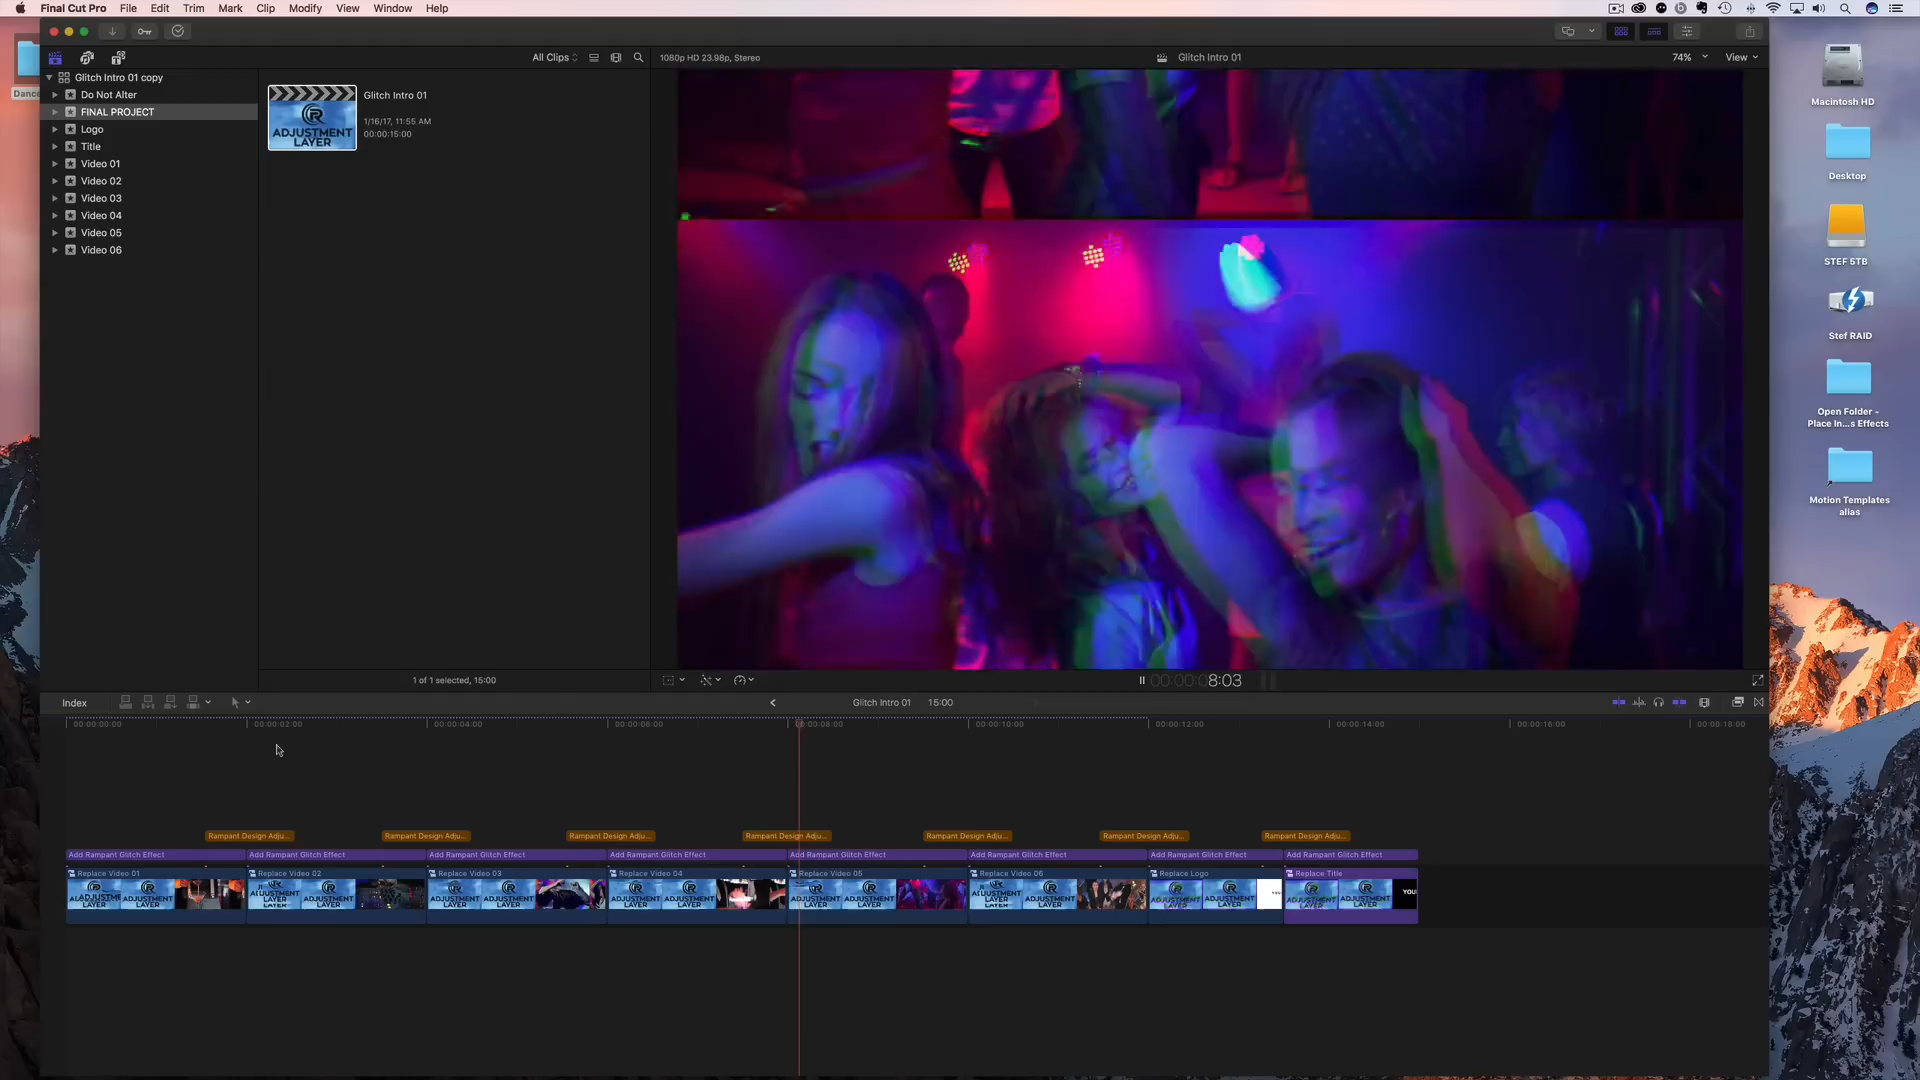 Final Cut Pro File Edit Trim Mark Clip Modify View Window Help
All Clips
1080p HD 23.98p, Stereo
Glitch Intro 01
74%
View
Glitch Intro 01 copy
Do Not Alter
FINAL PROJECT
Logo
Title
Video 01
Video 02
Video 03
Video 04
Video 05
Video 06
Glitch Intro 01
1/16/17, 11:55 AM
00:00:15:00
ADJUSTMENT
LAYER
Dance
Macintosh HD
Desktop
STEF 5TB
Stef RAID
Open Folder -
Place In...s Effects
Motion Templates
alias
1 of 1 selected, 15:00
00:00:08:03
Index
Glitch Intro 01 15:00
00:00:00:00 00:00:02:00 00:00:04:00 00:00:06:00 00:00:08:00 00:00:10:00 00:00:12:00 00:00:14:00 00:00:16:00 00:00:18:00
Rampant Design Adju... Rampant Design Adju... Rampant Design Adju... Rampant Design Adju... Rampant Design Adju... Rampant Design Adju... Rampant Design Adju...
Add Rampant Glitch Effect Add Rampant Glitch Effect Add Rampant Glitch Effect Add Rampant Glitch Effect Add Rampant Glitch Effect Add Rampant Glitch Effect Add Rampant Glitch Effect Add Rampant Glitch Effect
Replace Video 01 Replace Video 02 Replace Video 03 Replace Video 04 Replace Video 05 Replace Video 06 Replace Logo Replace Title